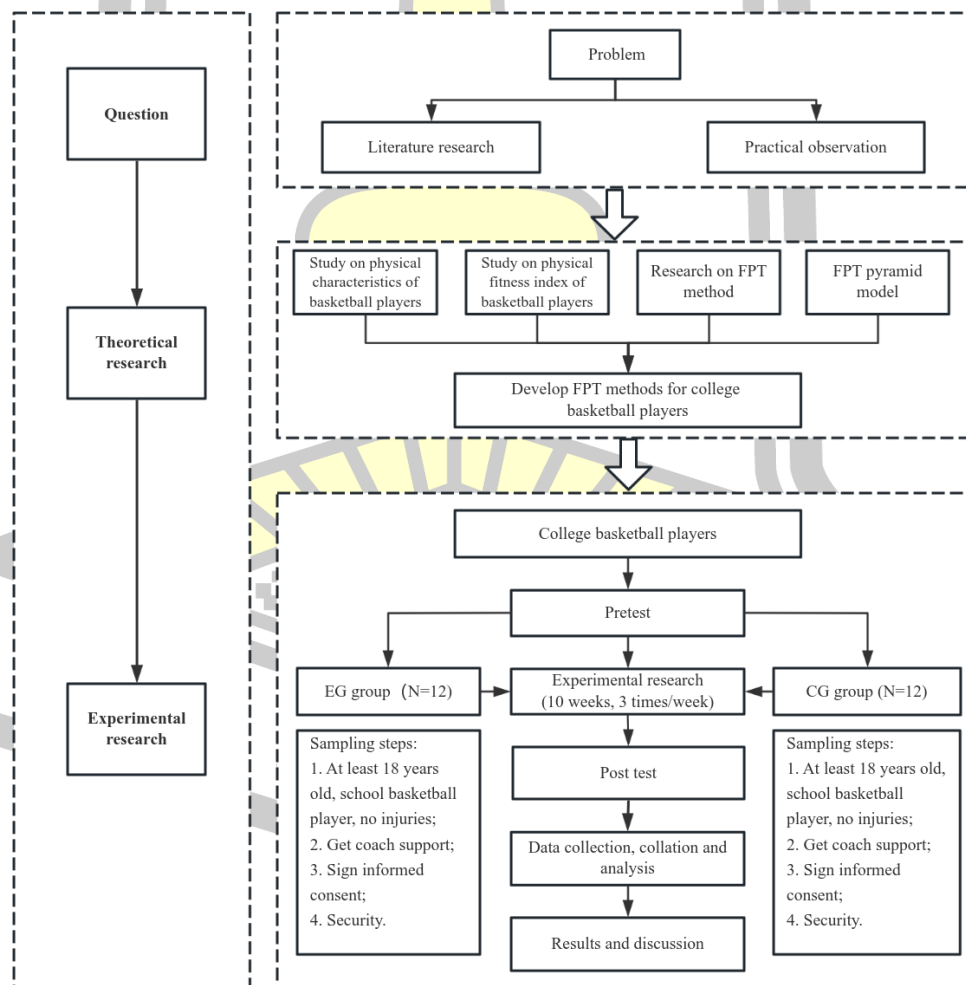 Question
Theoretical
research
Experimental
research
Problem
Literature research
Practical observation
Study on physical
characteristics of
basketball players
Study on physical
fitness index of
basketball players
Research on FPT
method
FPT pyramid
model
Develop FPT methods for college
basketball players
College basketball players
Pretest
EG group（N=12)
Experimental research
(10 weeks, 3 times/week)
CG group (N=12)
Sampling steps:
1. At least 18 years
old, school basketball
player, no injuries;
2. Get coach support;
3. Sign informed
consent;
4. Security.
Post test
Data collection, collation and
analysis
Results and discussion
Sampling steps:
1. At least 18 years old,
school basketball
player, no injuries;
2. Get coach support;
3. Sign informed
consent;
4. Security.